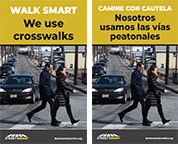 WALK SMART
We use
crosswalks
CAMINE CON CAUTELA
Nosotros
usamos las vías
peatonales